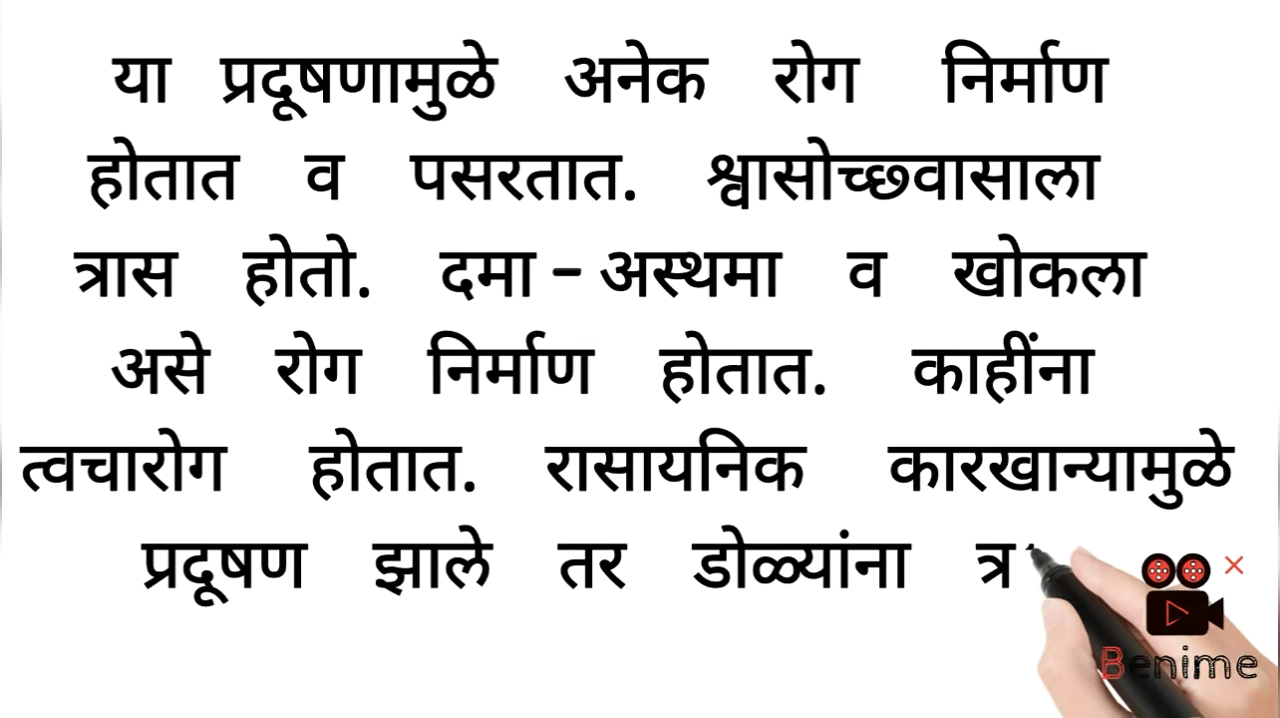 या प्रदूषणामुळे अनेक रोग निर्माण
होतात व पसरतात. श्वासोच्छवासाला
त्रास होतो. दमा - अस्थमा व खोकला
असे रोग निर्माण होतात. काहींना
त्वचारोग होतात. रासायनिक कारखान्यामुळे
प्रदूषण झाले तर डोळ्यांना त्र
Benime